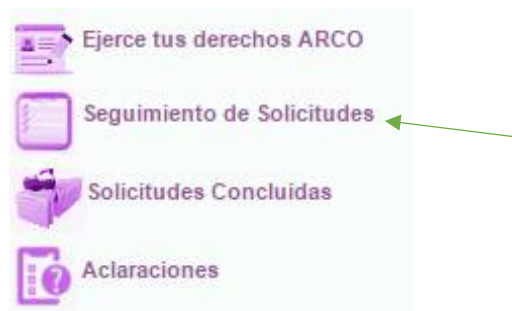 Ejerce tus derechos ARCO
Seguimiento de Solicitudes
Solicitudes Concluidas
Aclaraciones